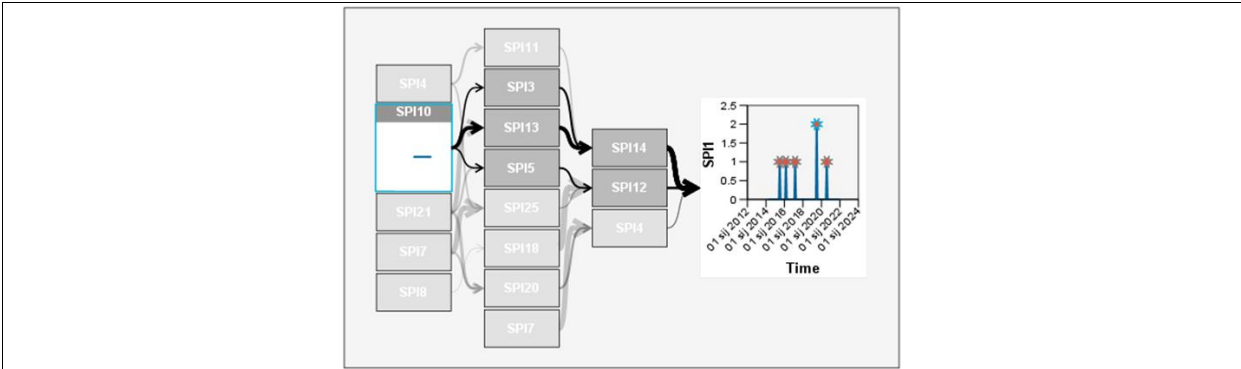 SPI4
SPI10
SPI21
SPI7
SPI8
SPI11
SPI3
SPI13
SPI5
SPI25
SPI18
SPI20
SPI7
SPI14
SPI12
SPI4
SPI1
2.5
2
1.5
1
0.5
0
01 sij 2012
01 sij 2014
01 sij 2016
01 sij 2018
01 sij 2020
01 sij 2022
01 sij 2024
Time